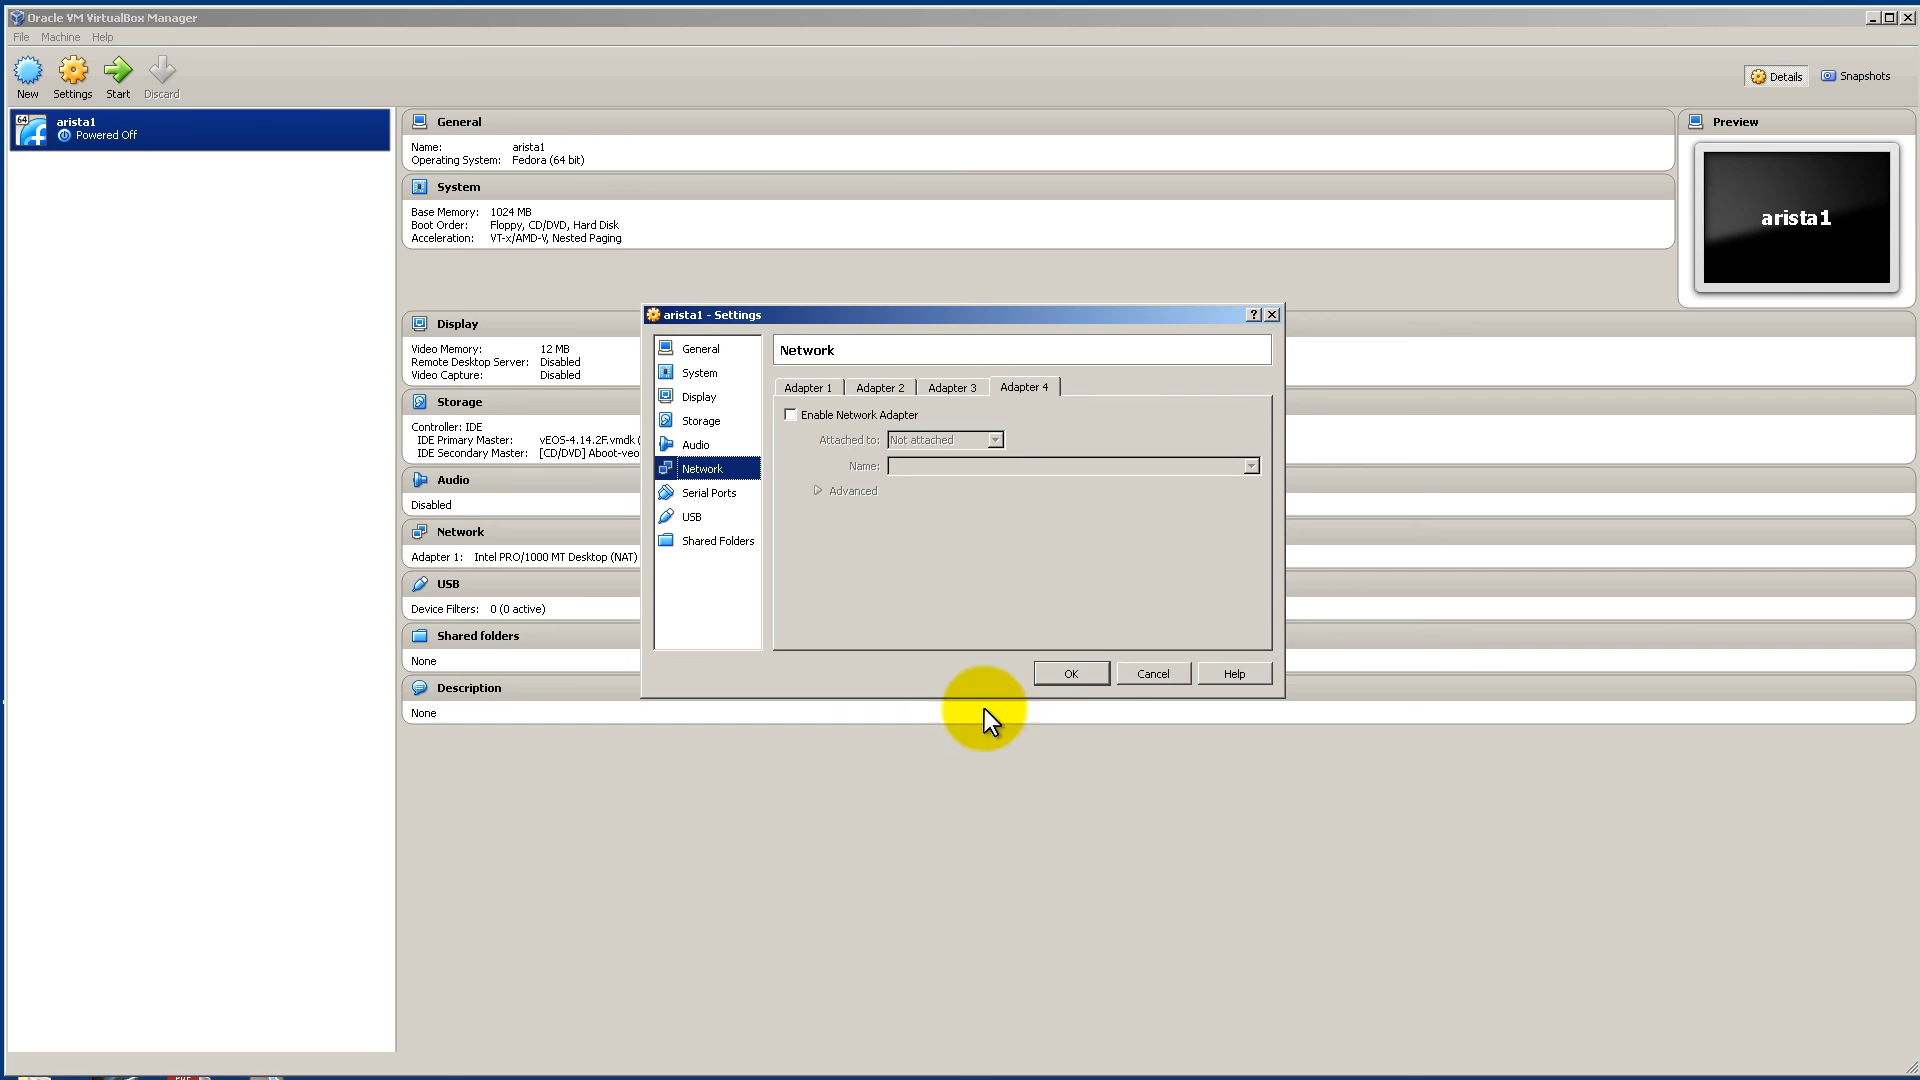 Oracle VM VirtualBox Manager
File Machine Help
New Settings Start Discard
Details Snapshots
64
arista1
Powered Off
General
Name: arista1
Operating System: Fedora (64 bit)
System
Base Memory: 1024 MB
Boot Order: Floppy, CD/DVD, Hard Disk
Acceleration: VT-x/AMD-V, Nested Paging
Preview
arista1
Display
Video Memory: 12 MB
Remote Desktop Server: Disabled
Video Capture: Disabled
Storage
Controller: IDE
IDE Primary Master: vEOS-4.14.2F.vmdk (
IDE Secondary Master: [CD/DVD] Aboot-veo
Audio
Disabled
Network
Adapter 1: Intel PRO/1000 MT Desktop (NAT)
USB
Device Filters: 0 (0 active)
Shared folders
None
Description
None
arista1 - Settings
General
System
Display
Storage
Audio
Network
Serial Ports
USB
Shared Folders
Network
Adapter 1 Adapter 2 Adapter 3 Adapter 4
Enable Network Adapter
Attached to: Not attached
Name:
Advanced
OK Cancel Help